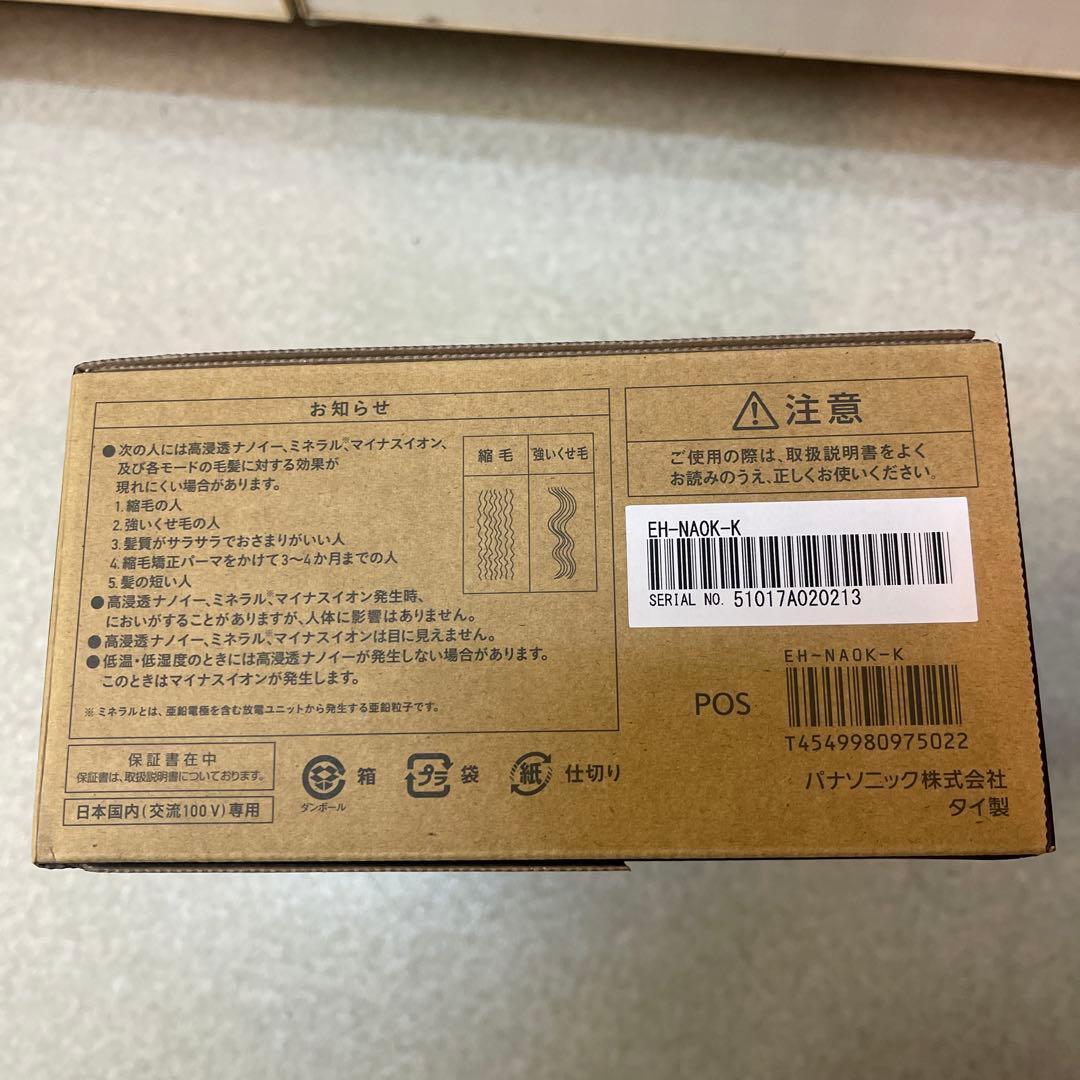 お知らせ
●次の人には高浸透ナノイー、ミネラル※、マイナスイオン、
及び各モードの毛髪に対する効果が
現れにくい場合があります。
1.縮毛の人
2.強いくせ毛の人
3.髪質がサラサラでおさまりがいい人
4.縮毛矯正パーマをかけて3〜4か月までの人
5.髪の短い人
縮毛
強いくせ毛
●高浸透ナノイー、ミネラル※、マイナスイオン発生時、
においがすることがありますが、人体に影響はありません。
●高浸透ナノイー、ミネラル※、マイナスイオンは目に見えません。
●低温・低湿度のときには高浸透ナノイーが発生しない場合があります。
このときはマイナスイオンが発生します。
※ ミネラルとは、亜鉛電極を含む放電ユニットから発生する亜鉛粒子です。
保証書在中
保証書は、取扱説明書についております。
日本国内(交流100V)専用
ダンボール
箱
プラ
袋
紙
仕切り
注意
ご使用の際は、取扱説明書をよく
お読みのうえ、正しくお使いください。
EH-NA0K-K
SERIAL NO. 51017A020213
EH-NA0K-K
POS
T4549980975022
パナソニック株式会社
タイ製